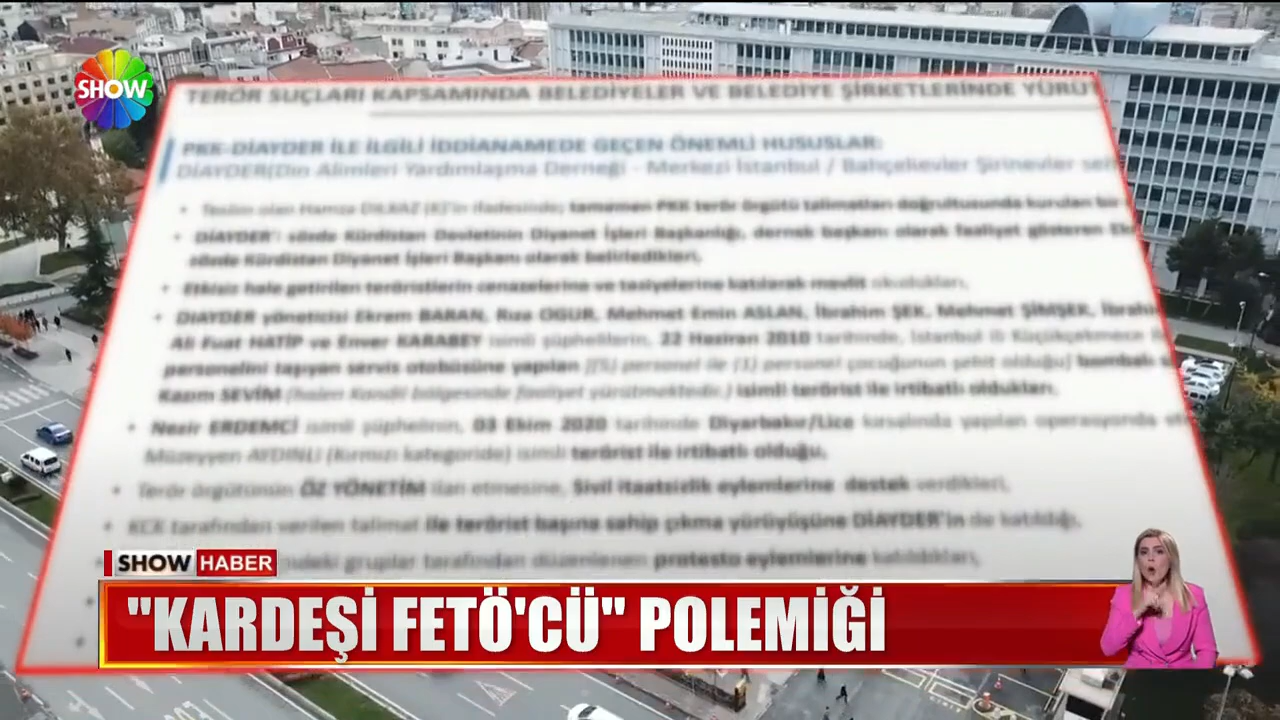 SHOW
TERÖR SUÇLARI KAPSAMINDA BELEDİYELER VE BELEDİYE ŞİRKETLERİNDE
PKK-DİAYDER İLE İLGİLİ İDDİANAMEDE GEÇEN ÖNEMLİ HUSUSLAR:
DİAYDER(Din Alimleri Yardımlaşma Derneği - Merkezi İstanbul / Bahçelievler Şirinevler
Teslim olan Hamza ifadesinde; tamamen PKK terör örgütü talimatları doğrultusunda kurulan bir
DİAYDER' sözde Kürdistan Devletinin Diyanet İşleri Başkanlığı, dernek başkanı olarak faaliyet gösteren
sözde Kürdistan Diyanet İşleri Başkanı olarak belirledikleri,
Etkisiz hale getirilen teröristlerin cenazelerine ve taziyelerine katılarak mevlit okudukları,
DİAYDER yöneticisi Ekrem BARAN, Rıza OĞUR, Mehmet Emin ASLAN, İbrahim ŞEK, Mehmet ŞİMŞEK,
Ali Fuat HATİP ve Enver KARABEY isimli şüphelilerin, 22 Haziran 2010 tarihinde, İstanbul ili Küçükçekmece
personelini taşıyan servis otobüsüne yapılan [(5) personel ile (1) personel çocuğunun şehit olduğu] bombalı
Kazım SEVİM (halen Kandil bölgesinde faaliyet yürütmektedir.) isimli terörist ile irtibatlı oldukları,
Nezir ERDEMCİ isimli şüphelinin, 03 Ekim 2020 tarihinde Diyarbakır/Lice kırsalında yapılan operasyonda
Müzeyyen AYDINLI (Kırmızı kategoride) isimli terörist ile irtibatlı olduğu,
Terör örgütünün ÖZ YÖNETİM ilan etmesine, Sivil itaatsizlik eylemlerine destek verdikleri,
KCK tarafından verilen talimat ile terörist başına sahip çıkma yürüyüşüne DİAYDER'in de katıldığı,
gruplar tarafından düzenlenen protesto eylemlerine katıldıkları,
SHOW HABER
"KARDEŞİ FETÖ'CÜ" POLEMİĞİ